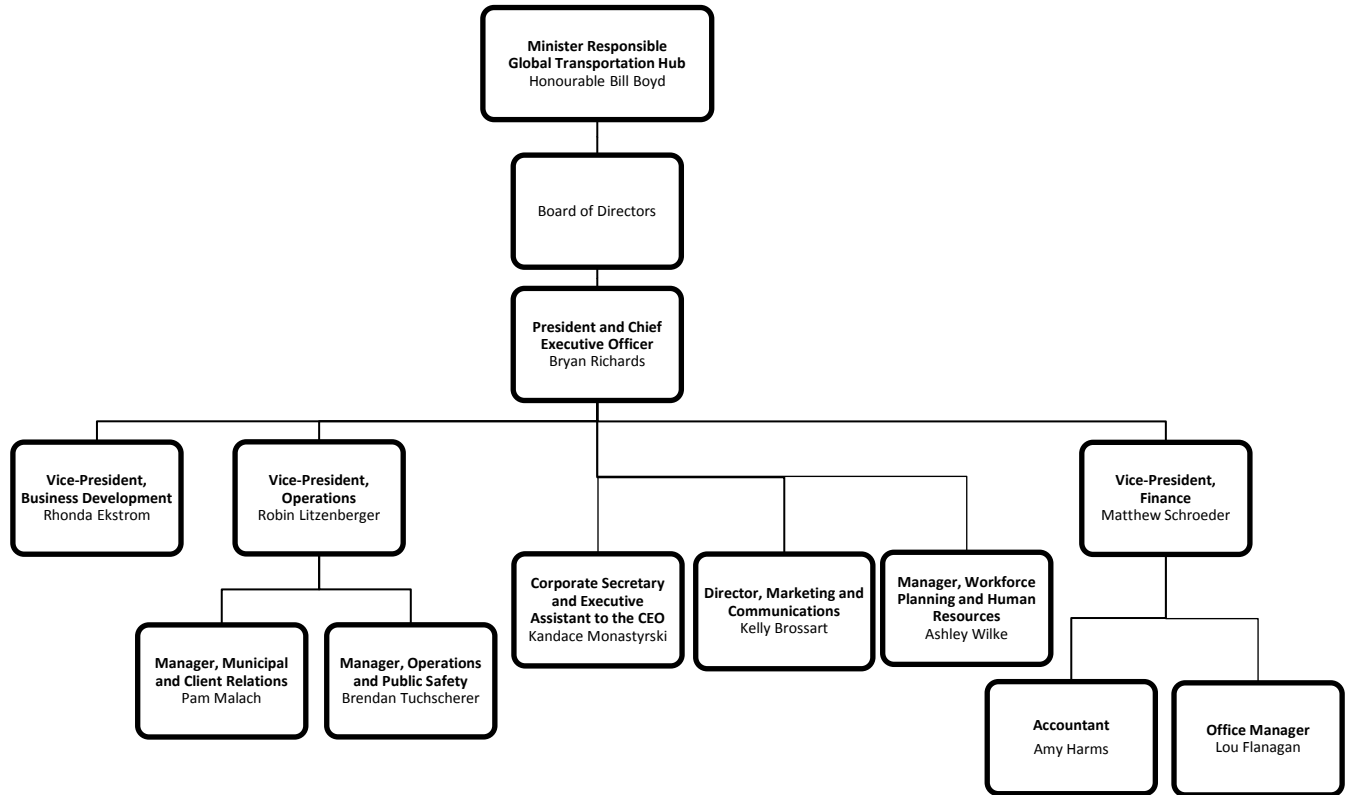 Minister Responsible
Global Transportation Hub
Honourable Bill Boyd
Board of Directors
President and Chief
Executive Officer
Bryan Richards
Vice-President,
Business Development
Rhonda Ekstrom
Vice-President,
Operations
Robin Litzenberger
Vice-President,
Finance
Matthew Schroeder
Corporate Secretary
and Executive
Assistant to the CEO
Kandace Monastyrski
Director, Marketing and
Communications
Kelly Brossart
Manager, Workforce
Planning and Human
Resources
Ashley Wilke
Manager, Municipal
and Client Relations
Pam Malach
Manager, Operations
and Public Safety
Brendan Tuchscherer
Accountant
Amy Harms
Office Manager
Lou Flanagan